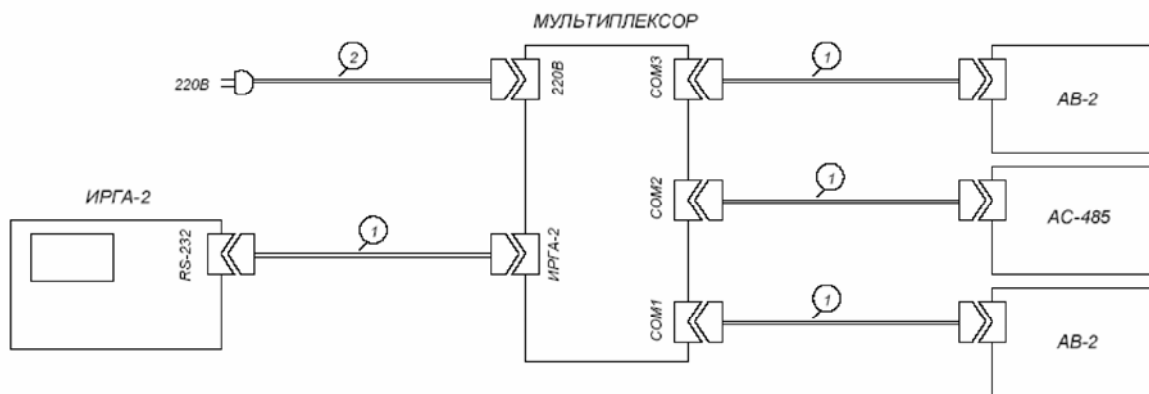 МУЛЬТИПЛЕКСОР
2
1
220В
220В
COM3
АВ-2
ИРГА-2
1
COM2
АС-485
RS-232
1
ИРГА-2
1
COM1
АВ-2